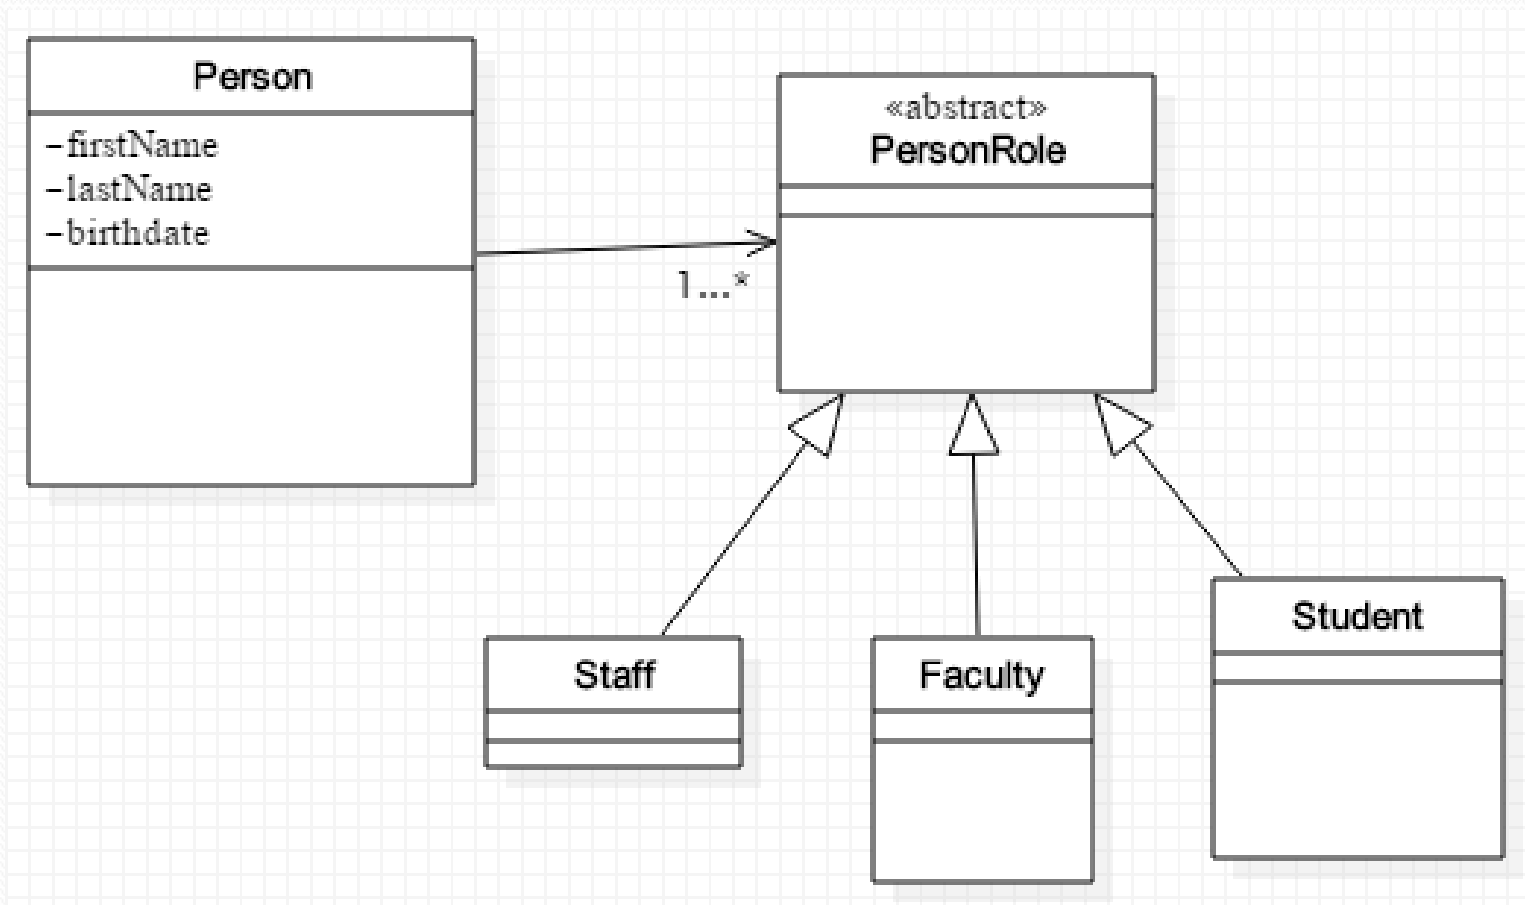 Person
-firstName
-lastName
-birthdate
1...*
«abstract»
PersonRole
Staff
Faculty
Student